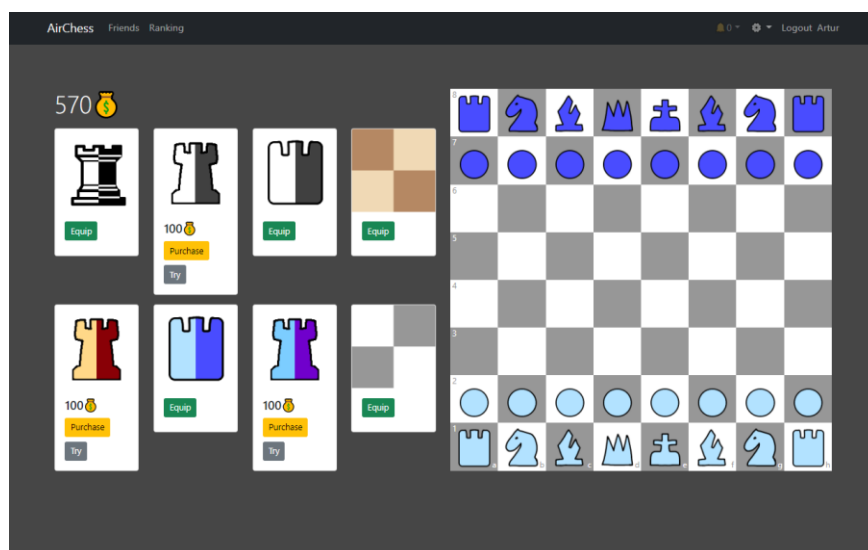 AirChess Friends Ranking 0 Logout Artur
570
Equip
100
Purchase
Try
Equip
Equip
100
Purchase
Try
Equip
100
Purchase
Try
Equip
8
7
6
5
4
3
2
1
a b c d e f g h